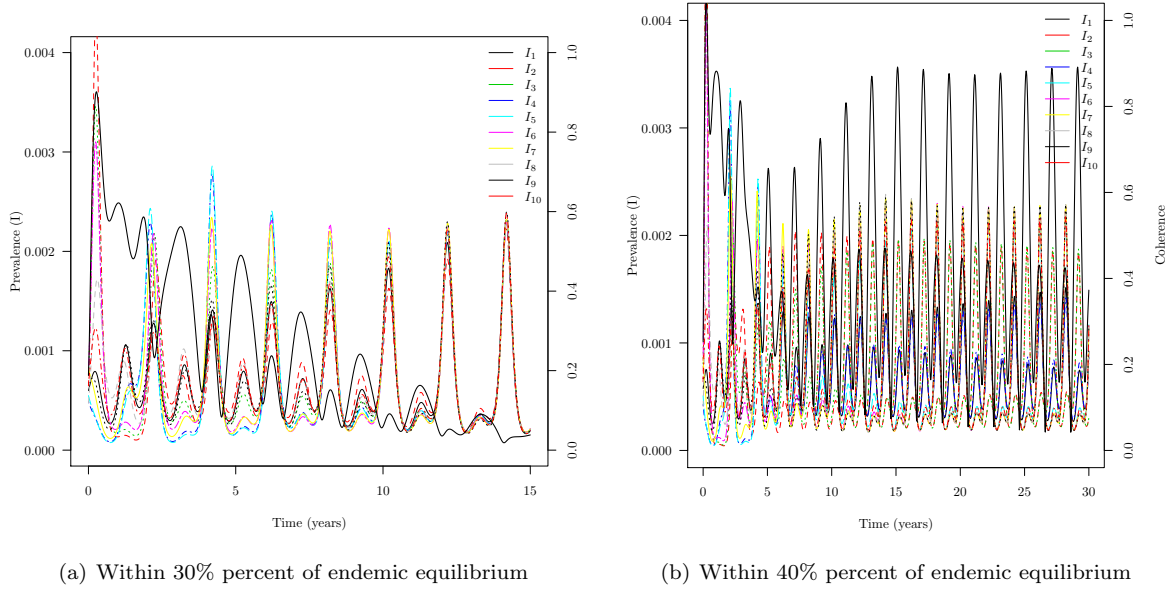 0.004
0.003
0.002
0.001
0.000
Prevalence (I)
1.0
0.8
0.6
0.4
0.2
0.0
I1
I2
I3
I4
I5
I6
I7
I8
I9
I10
0
5
10
15
Time (years)
(a) Within 30% percent of endemic equilibrium
0.004
0.003
0.002
0.001
0.000
Prevalence (I)
1.0
0.8
0.6
0.4
0.2
0.0
Coherence
I1
I2
I3
I4
I5
I6
I7
I8
I9
I10
0
5
10
15
20
25
30
Time (years)
(b) Within 40% percent of endemic equilibrium